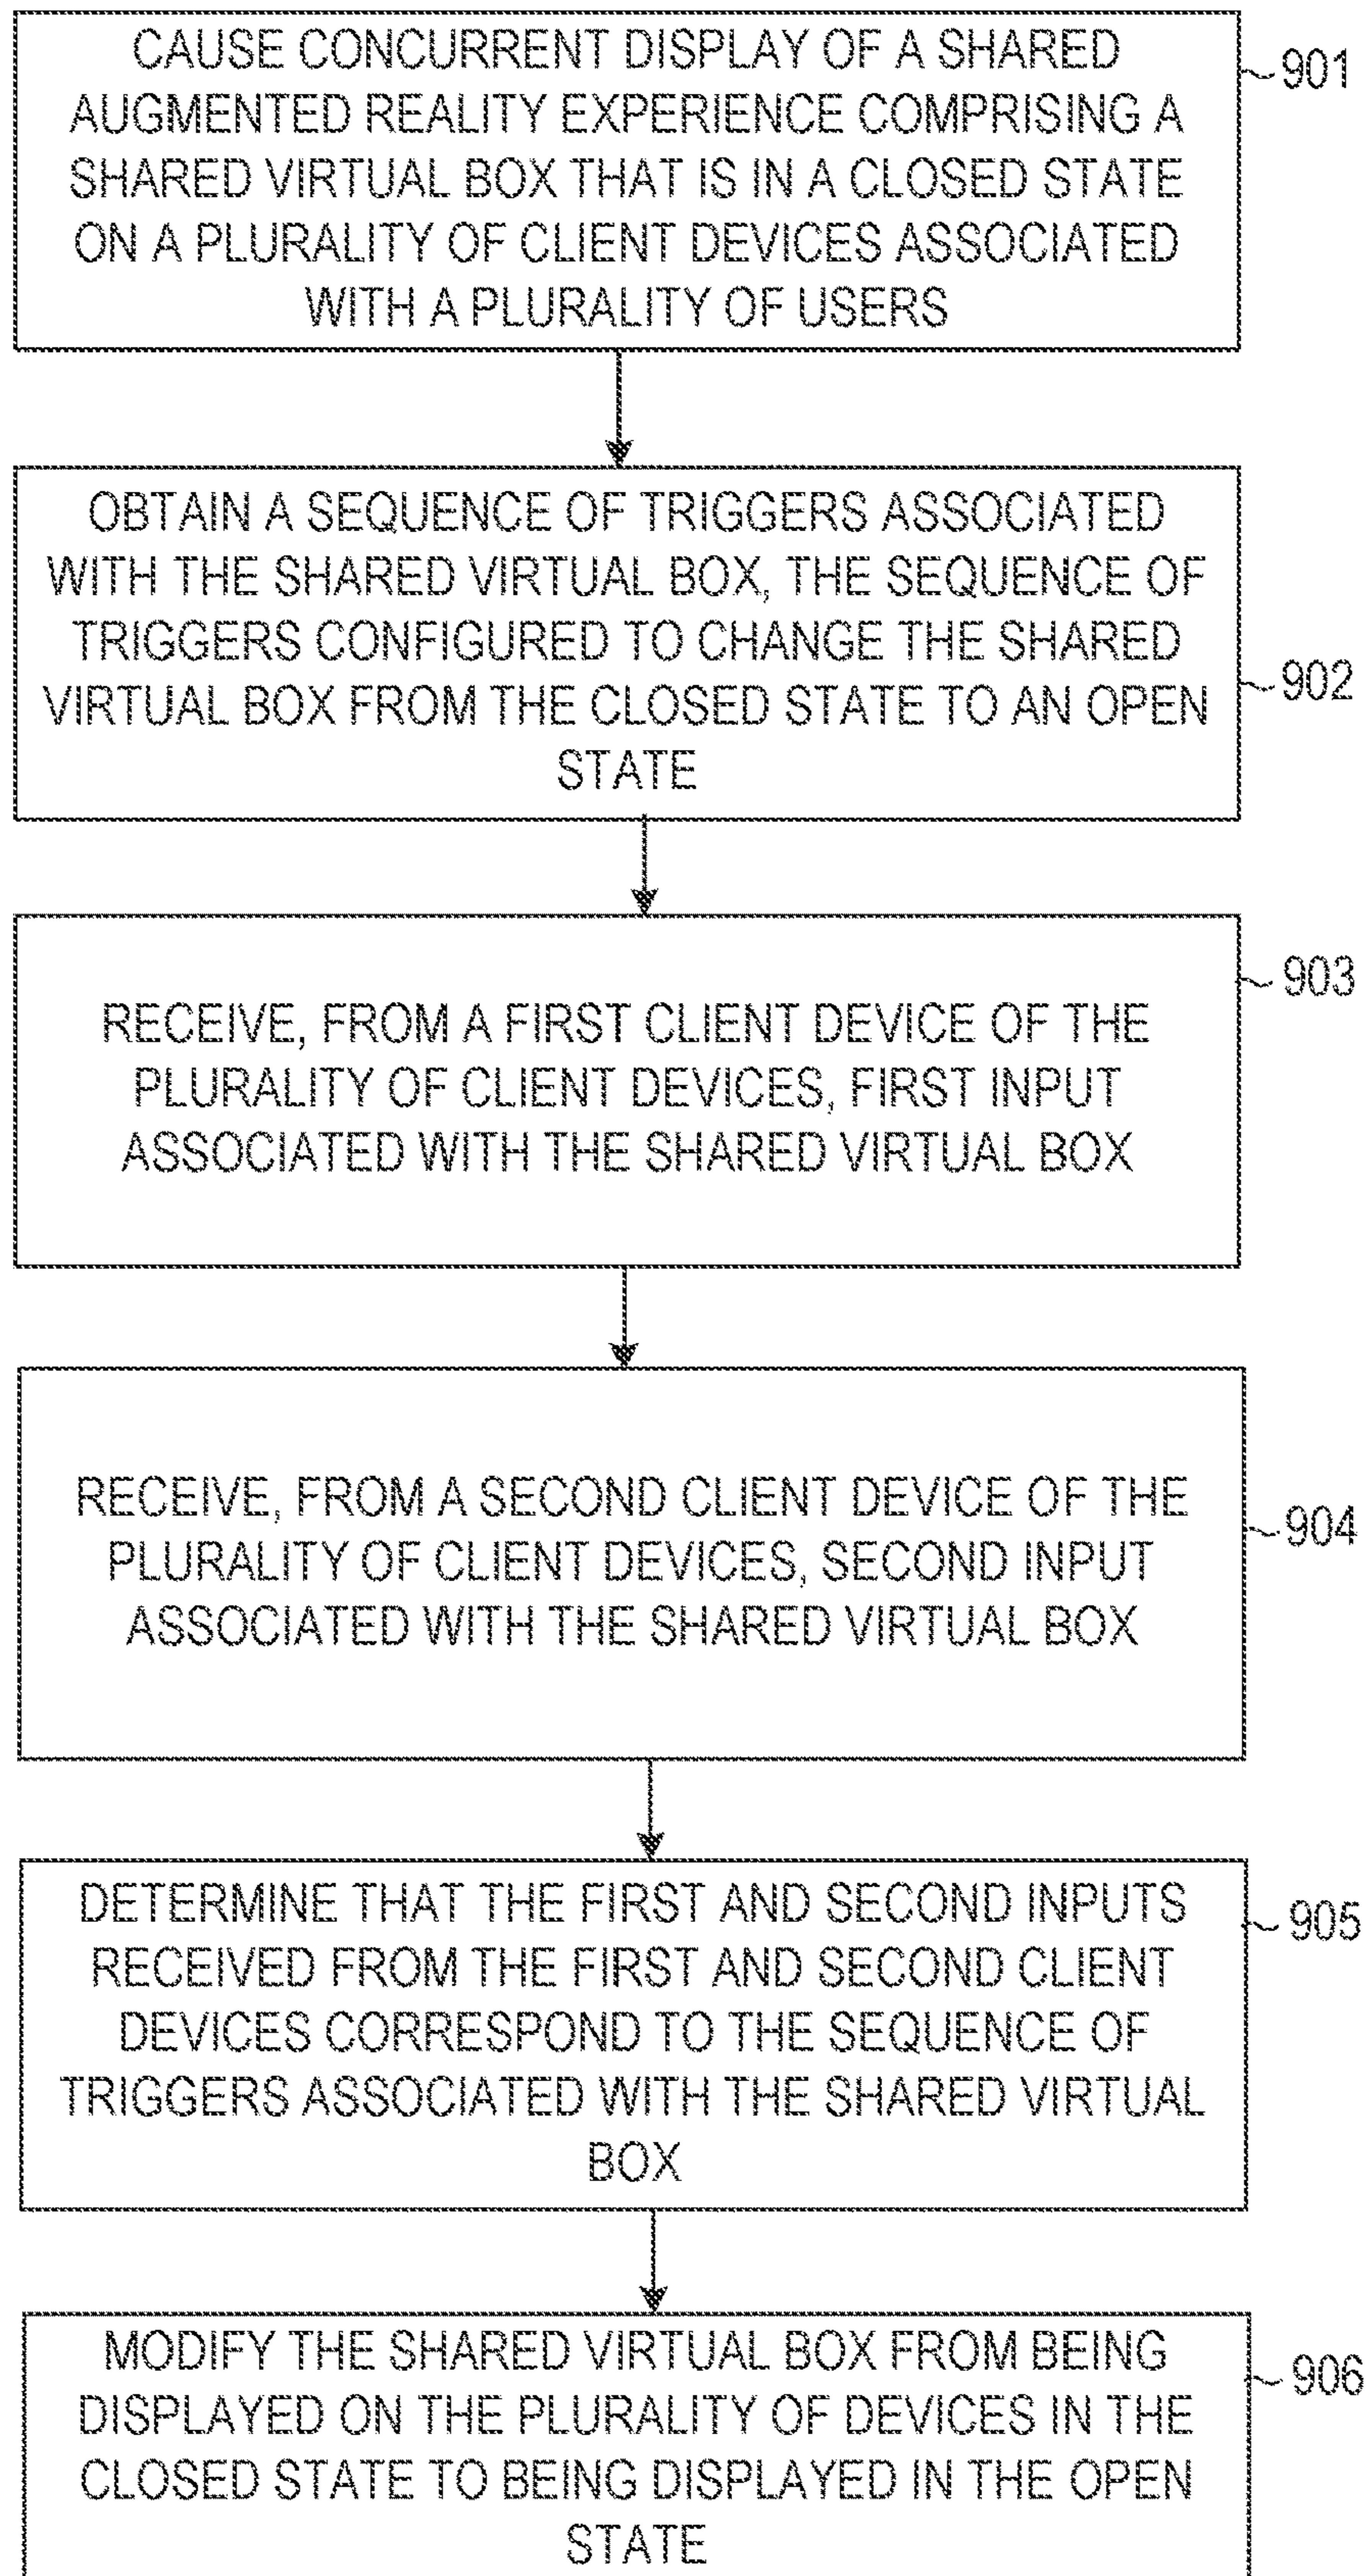 CAUSE CONCURRENT DISPLAY OF A SHARED
AUGMENTED REALITY EXPERIENCE COMPRISING A
SHARED VIRTUAL BOX THAT IS IN A CLOSED STATE
ON A PLURALITY OF CLIENT DEVICES ASSOCIATED
WITH A PLURALITY OF USERS
901
OBTAIN A SEQUENCE OF TRIGGERS ASSOCIATED
WITH THE SHARED VIRTUAL BOX, THE SEQUENCE OF
TRIGGERS CONFIGURED TO CHANGE THE SHARED
VIRTUAL BOX FROM THE CLOSED STATE TO AN OPEN
STATE
902
RECEIVE, FROM A FIRST CLIENT DEVICE OF THE
PLURALITY OF CLIENT DEVICES, FIRST INPUT
ASSOCIATED WITH THE SHARED VIRTUAL BOX
903
RECEIVE, FROM A SECOND CLIENT DEVICE OF THE
PLURALITY OF CLIENT DEVICES, SECOND INPUT
ASSOCIATED WITH THE SHARED VIRTUAL BOX
904
DETERMINE THAT THE FIRST AND SECOND INPUTS
RECEIVED FROM THE FIRST AND SECOND CLIENT
DEVICES CORRESPOND TO THE SEQUENCE OF
TRIGGERS ASSOCIATED WITH THE SHARED VIRTUAL
BOX
905
MODIFY THE SHARED VIRTUAL BOX FROM BEING
DISPLAYED ON THE PLURALITY OF DEVICES IN THE
CLOSED STATE TO BEING DISPLAYED IN THE OPEN
STATE
906